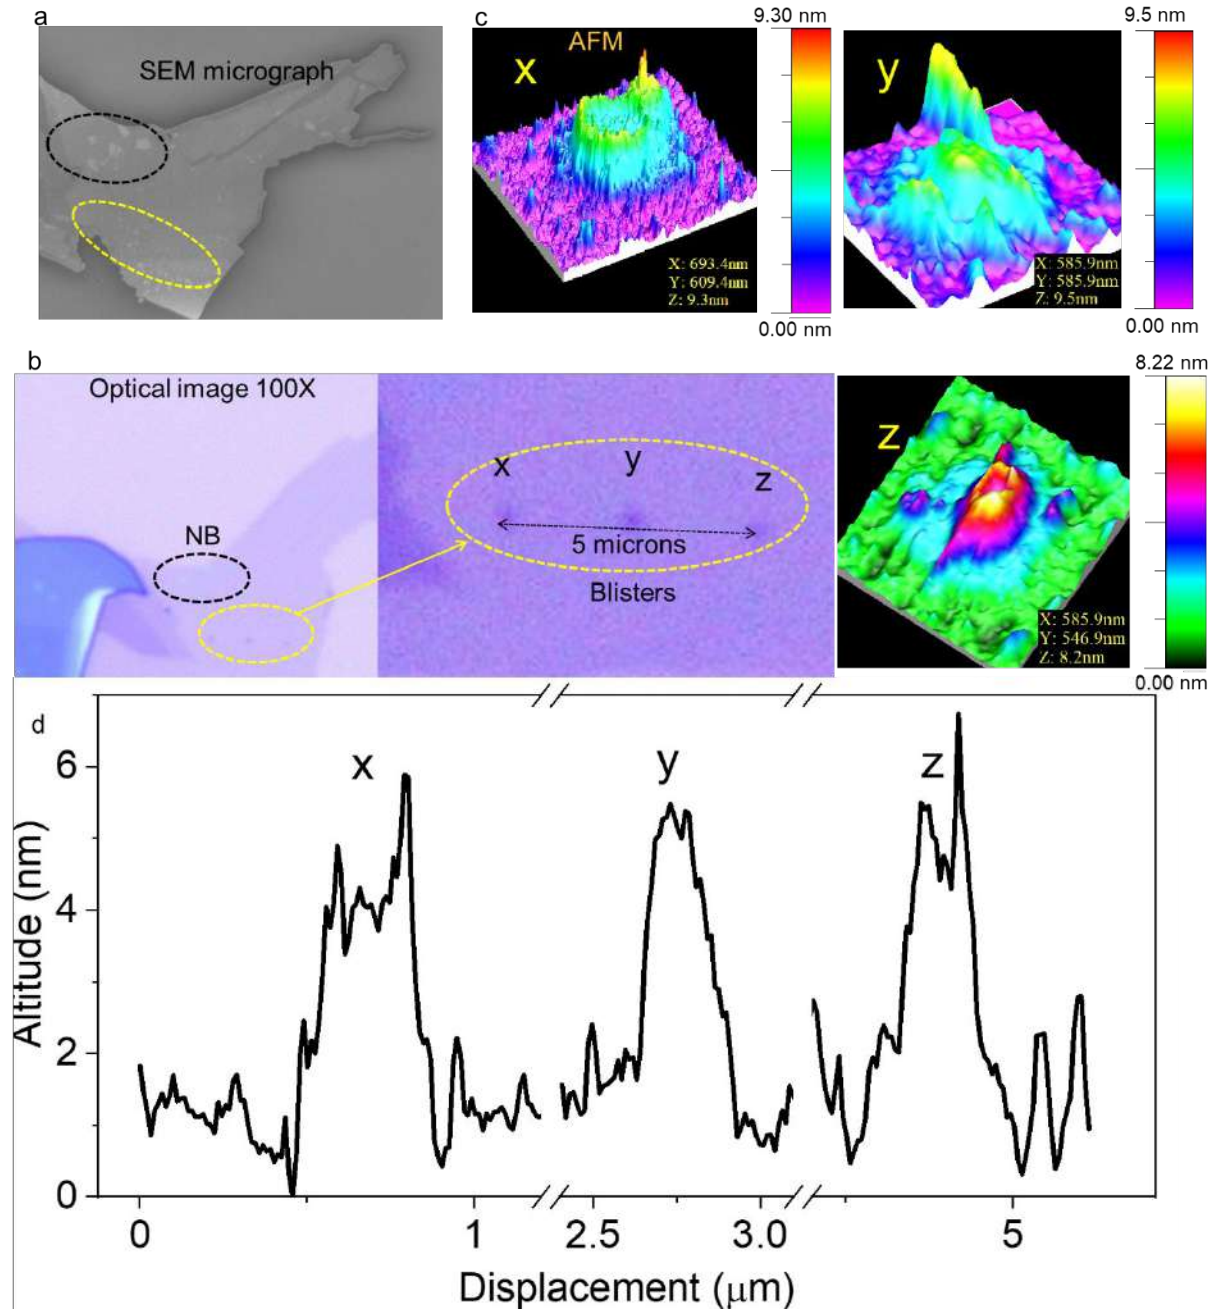 a
SEM micrograph
c
AFM
x
X: 693.4nm
Y: 609.4nm
Z: 9.3nm
9.30 nm
0.00 nm
y
X: 585.9nm
Y: 585.9nm
Z: 9.5nm
9.5 nm
0.00 nm
b
Optical image 100X
NB
x
y
z
5 microns
Blisters
z
X: 585.9nm
Y: 546.9nm
Z: 8.2nm
8.22 nm
0.00 nm
d
x
y
z
6
4
2
0
Altitude (nm)
0
1
2.5
3.0
5
Displacement (μm)